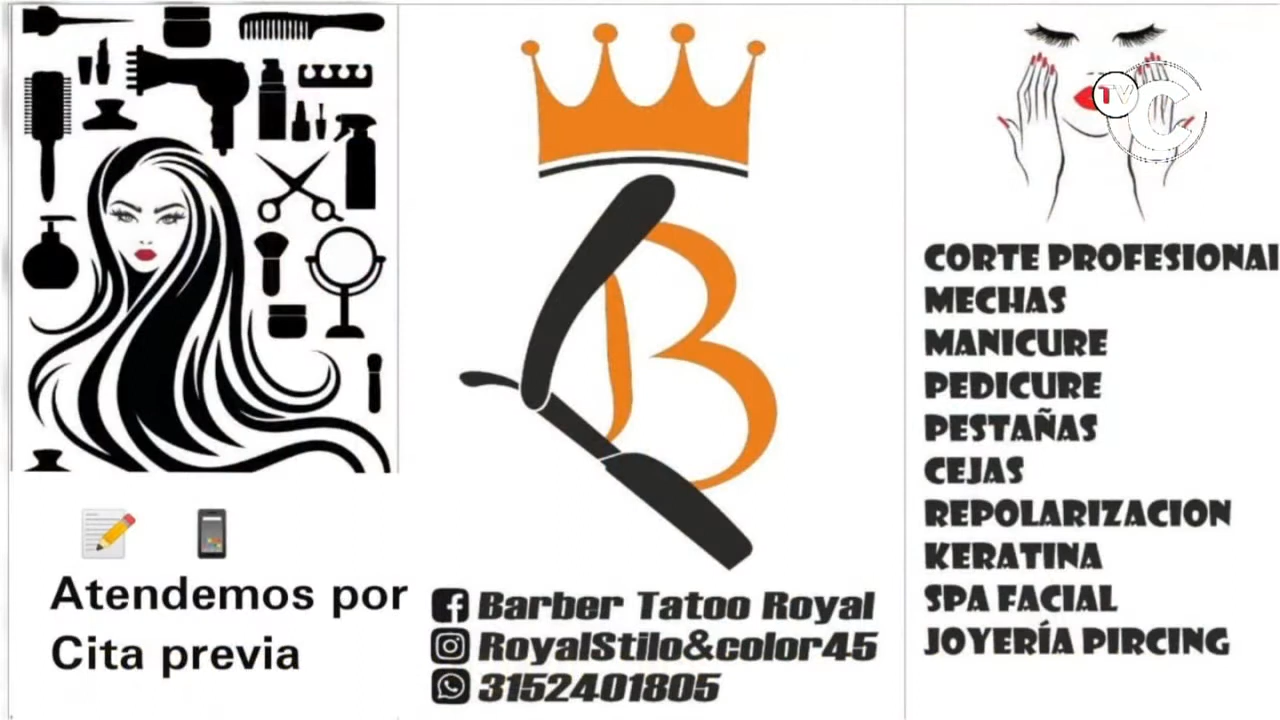 Atendemos por
Cita previa
B
Barber Tatoo Royal
RoyalStilo&color45
3152401805
TV C
CORTE PROFESIONAL
MECHAS
MANICURE
PEDICURE
PESTAÑAS
CEJAS
REPOLARIZACION
KERATINA
SPA FACIAL
JOYERÍA PIRCING